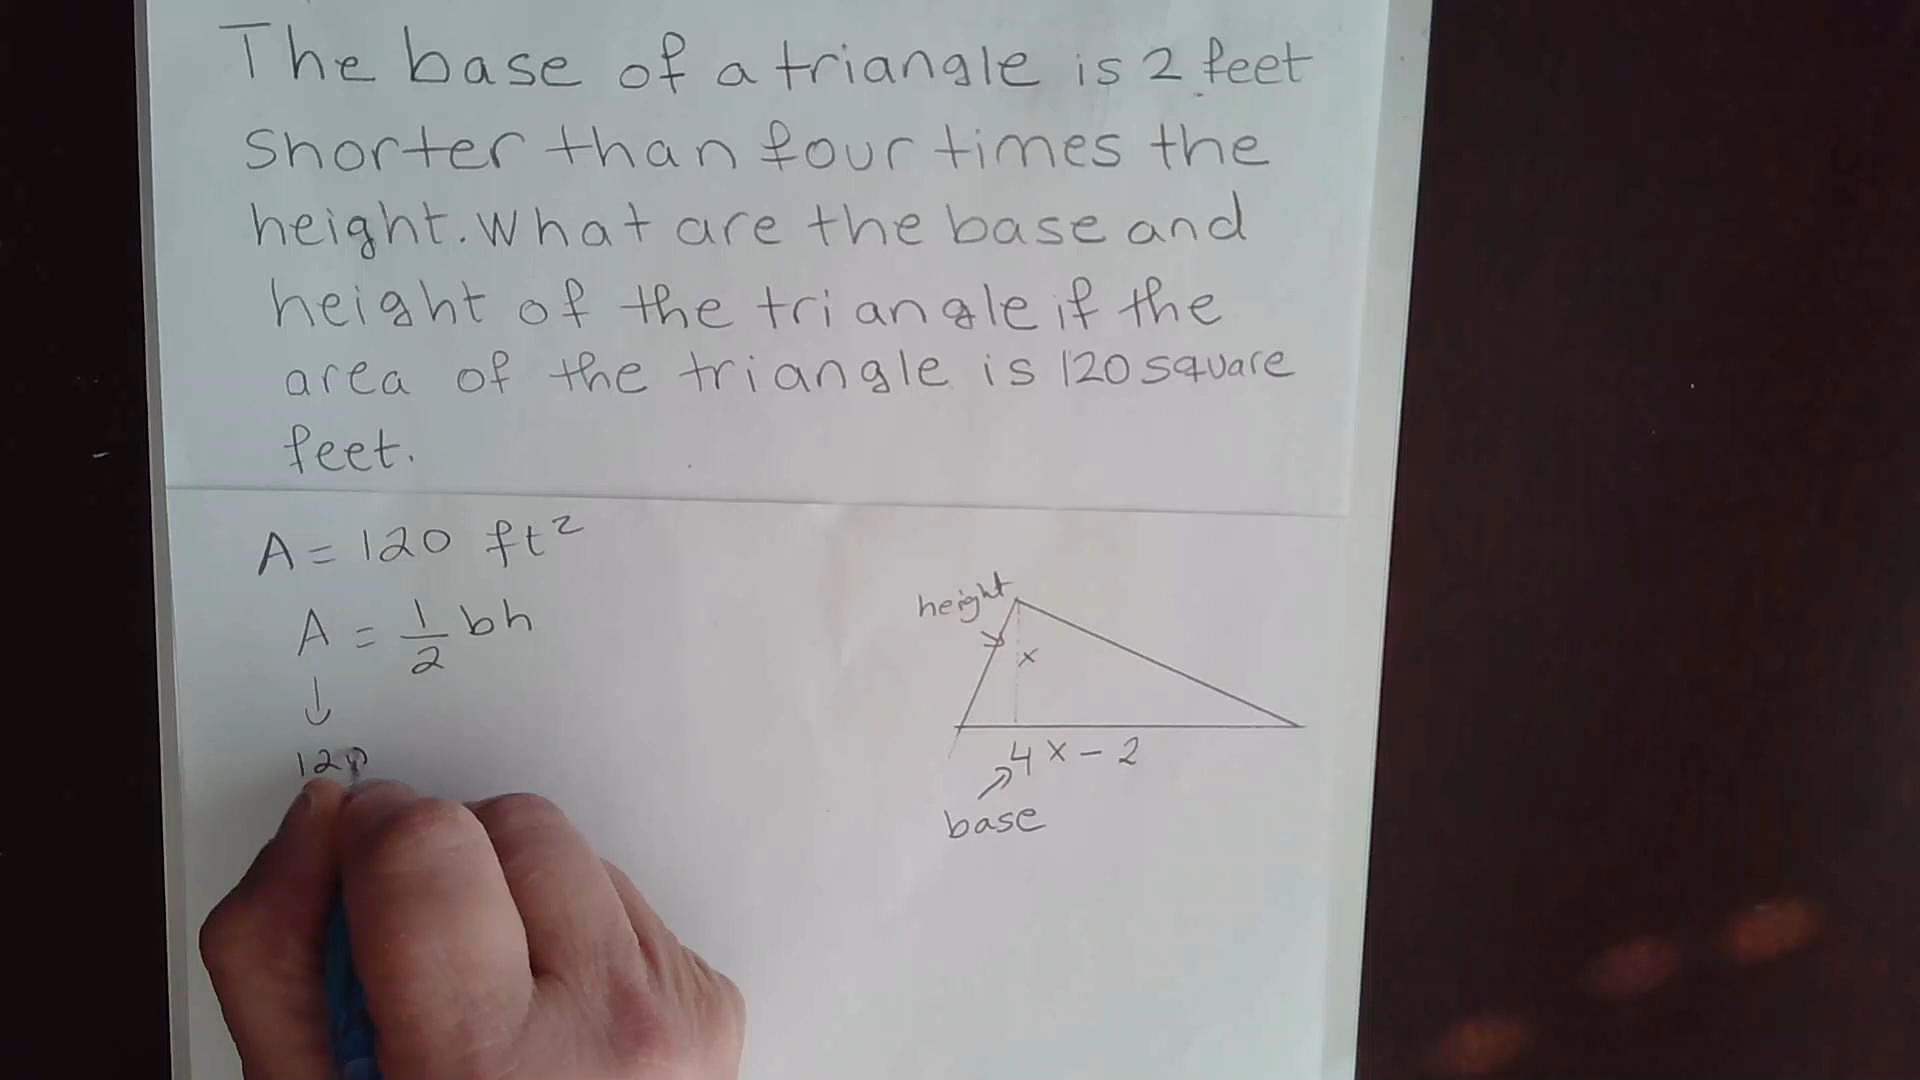 The base of a triangle is 2 feet
shorter than four times the
height. What are the base and
height of the triangle if the
area of the triangle is 120 square
feet.
A = 120 ft²
A = 1/2 bh
↓
120
height
x
4x - 2
base